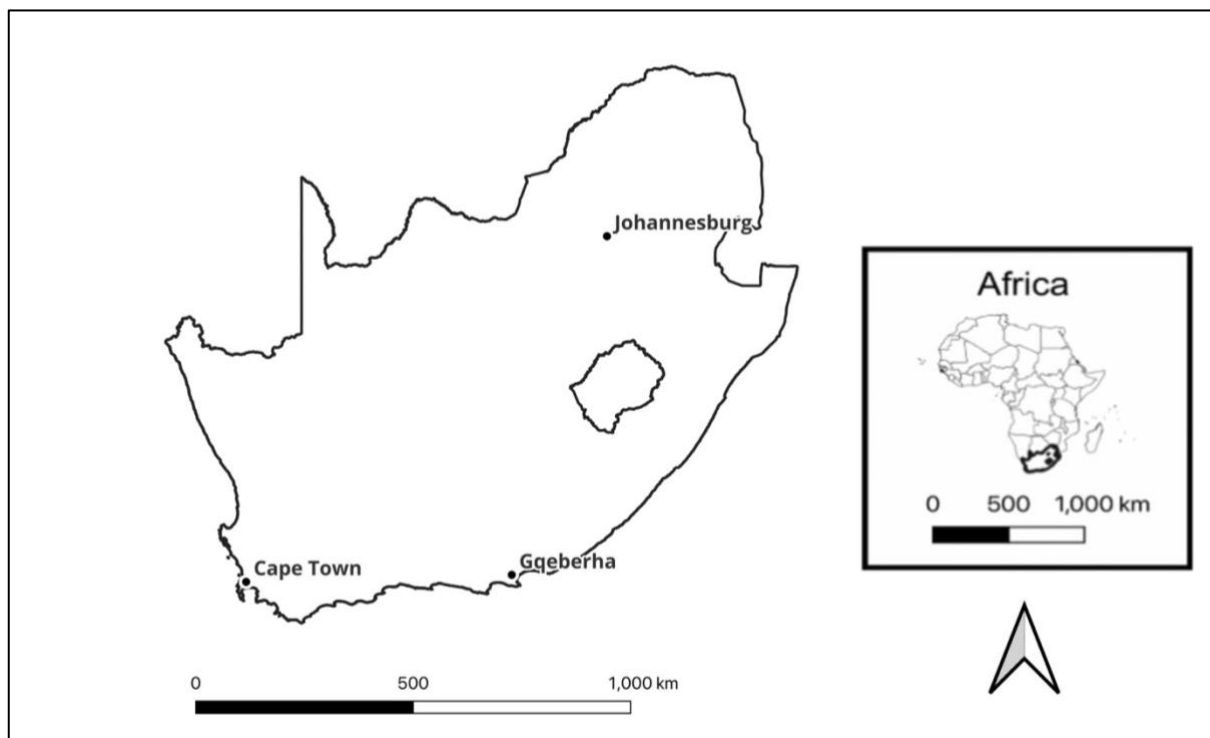 Johannesburg
Africa
0 500 1,000 km
Gqeberha
Cape Town
0 500 1,000 km